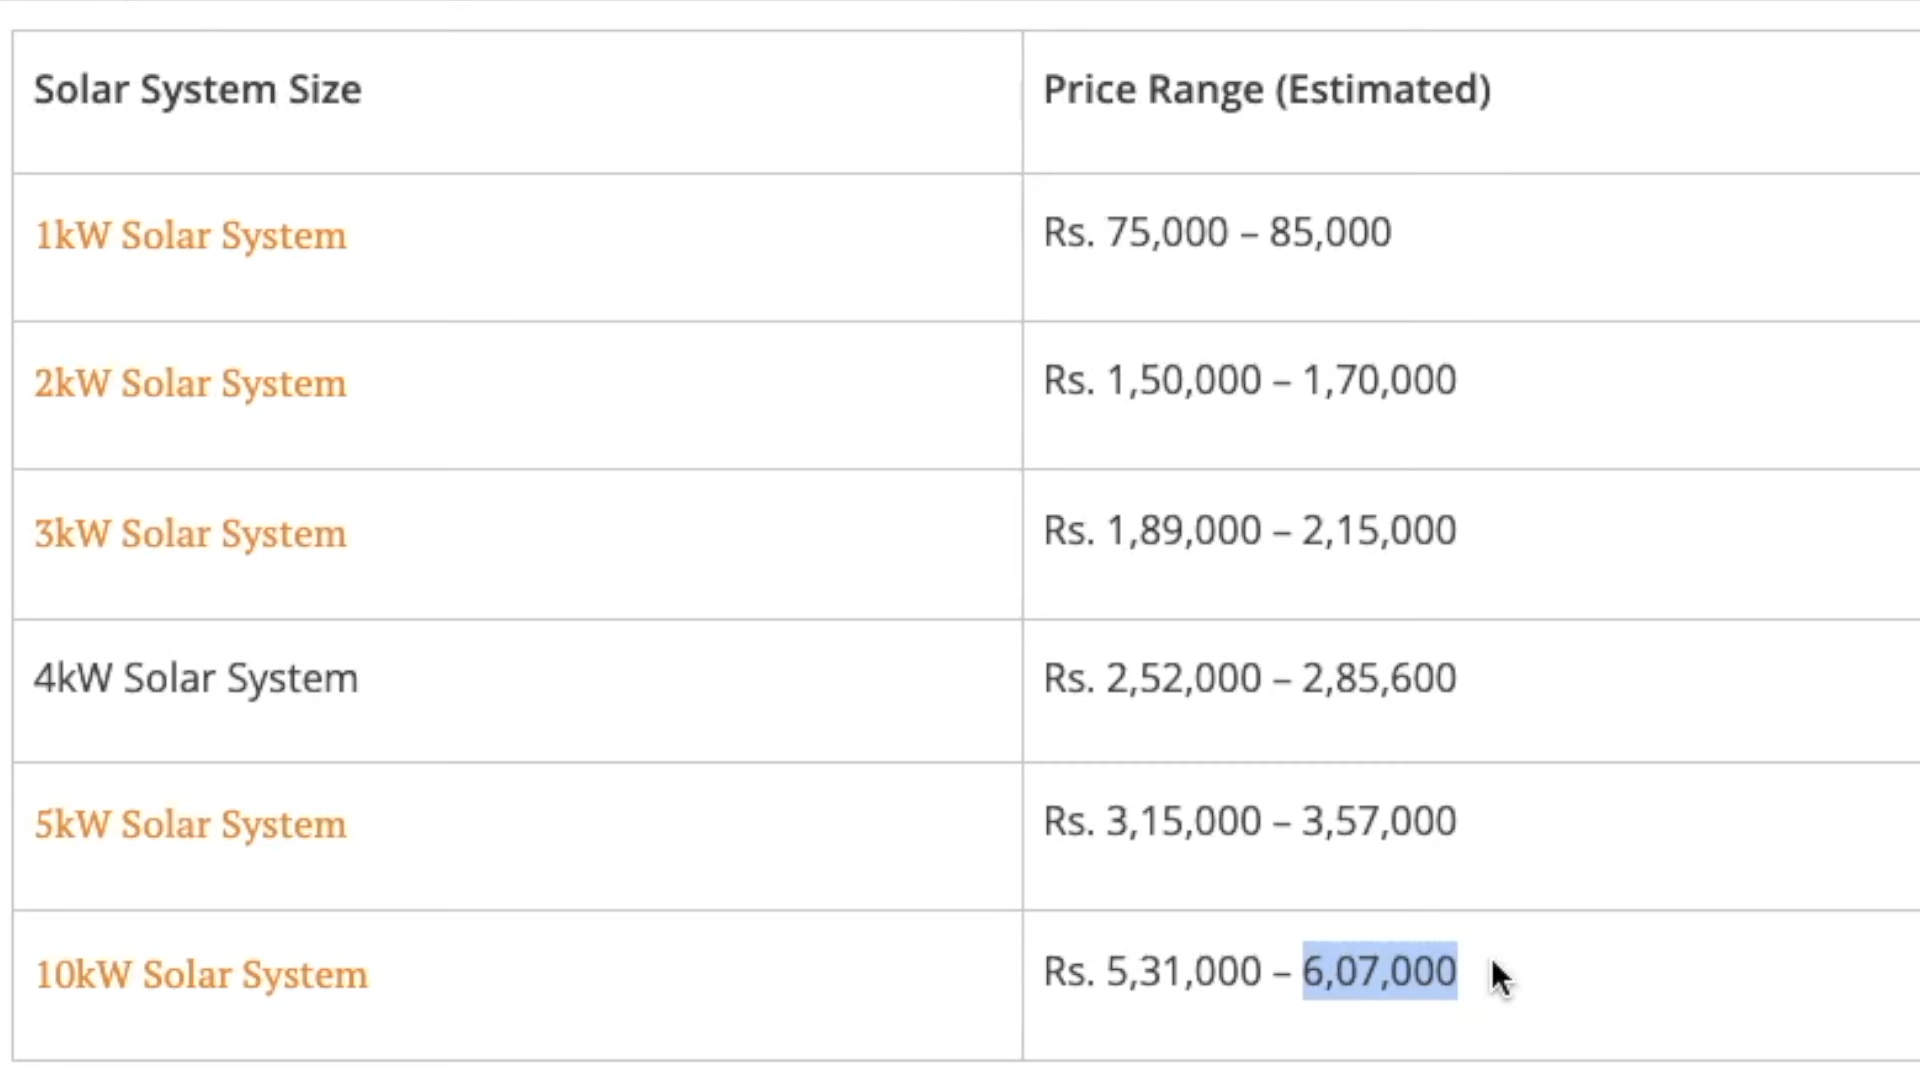 Solar System Size
Price Range (Estimated)
1kW Solar System
Rs. 75,000 – 85,000
2kW Solar System
Rs. 1,50,000 – 1,70,000
3kW Solar System
Rs. 1,89,000 – 2,15,000
4kW Solar System
Rs. 2,52,000 – 2,85,600
5kW Solar System
Rs. 3,15,000 – 3,57,000
10kW Solar System
Rs. 5,31,000 – 6,07,000